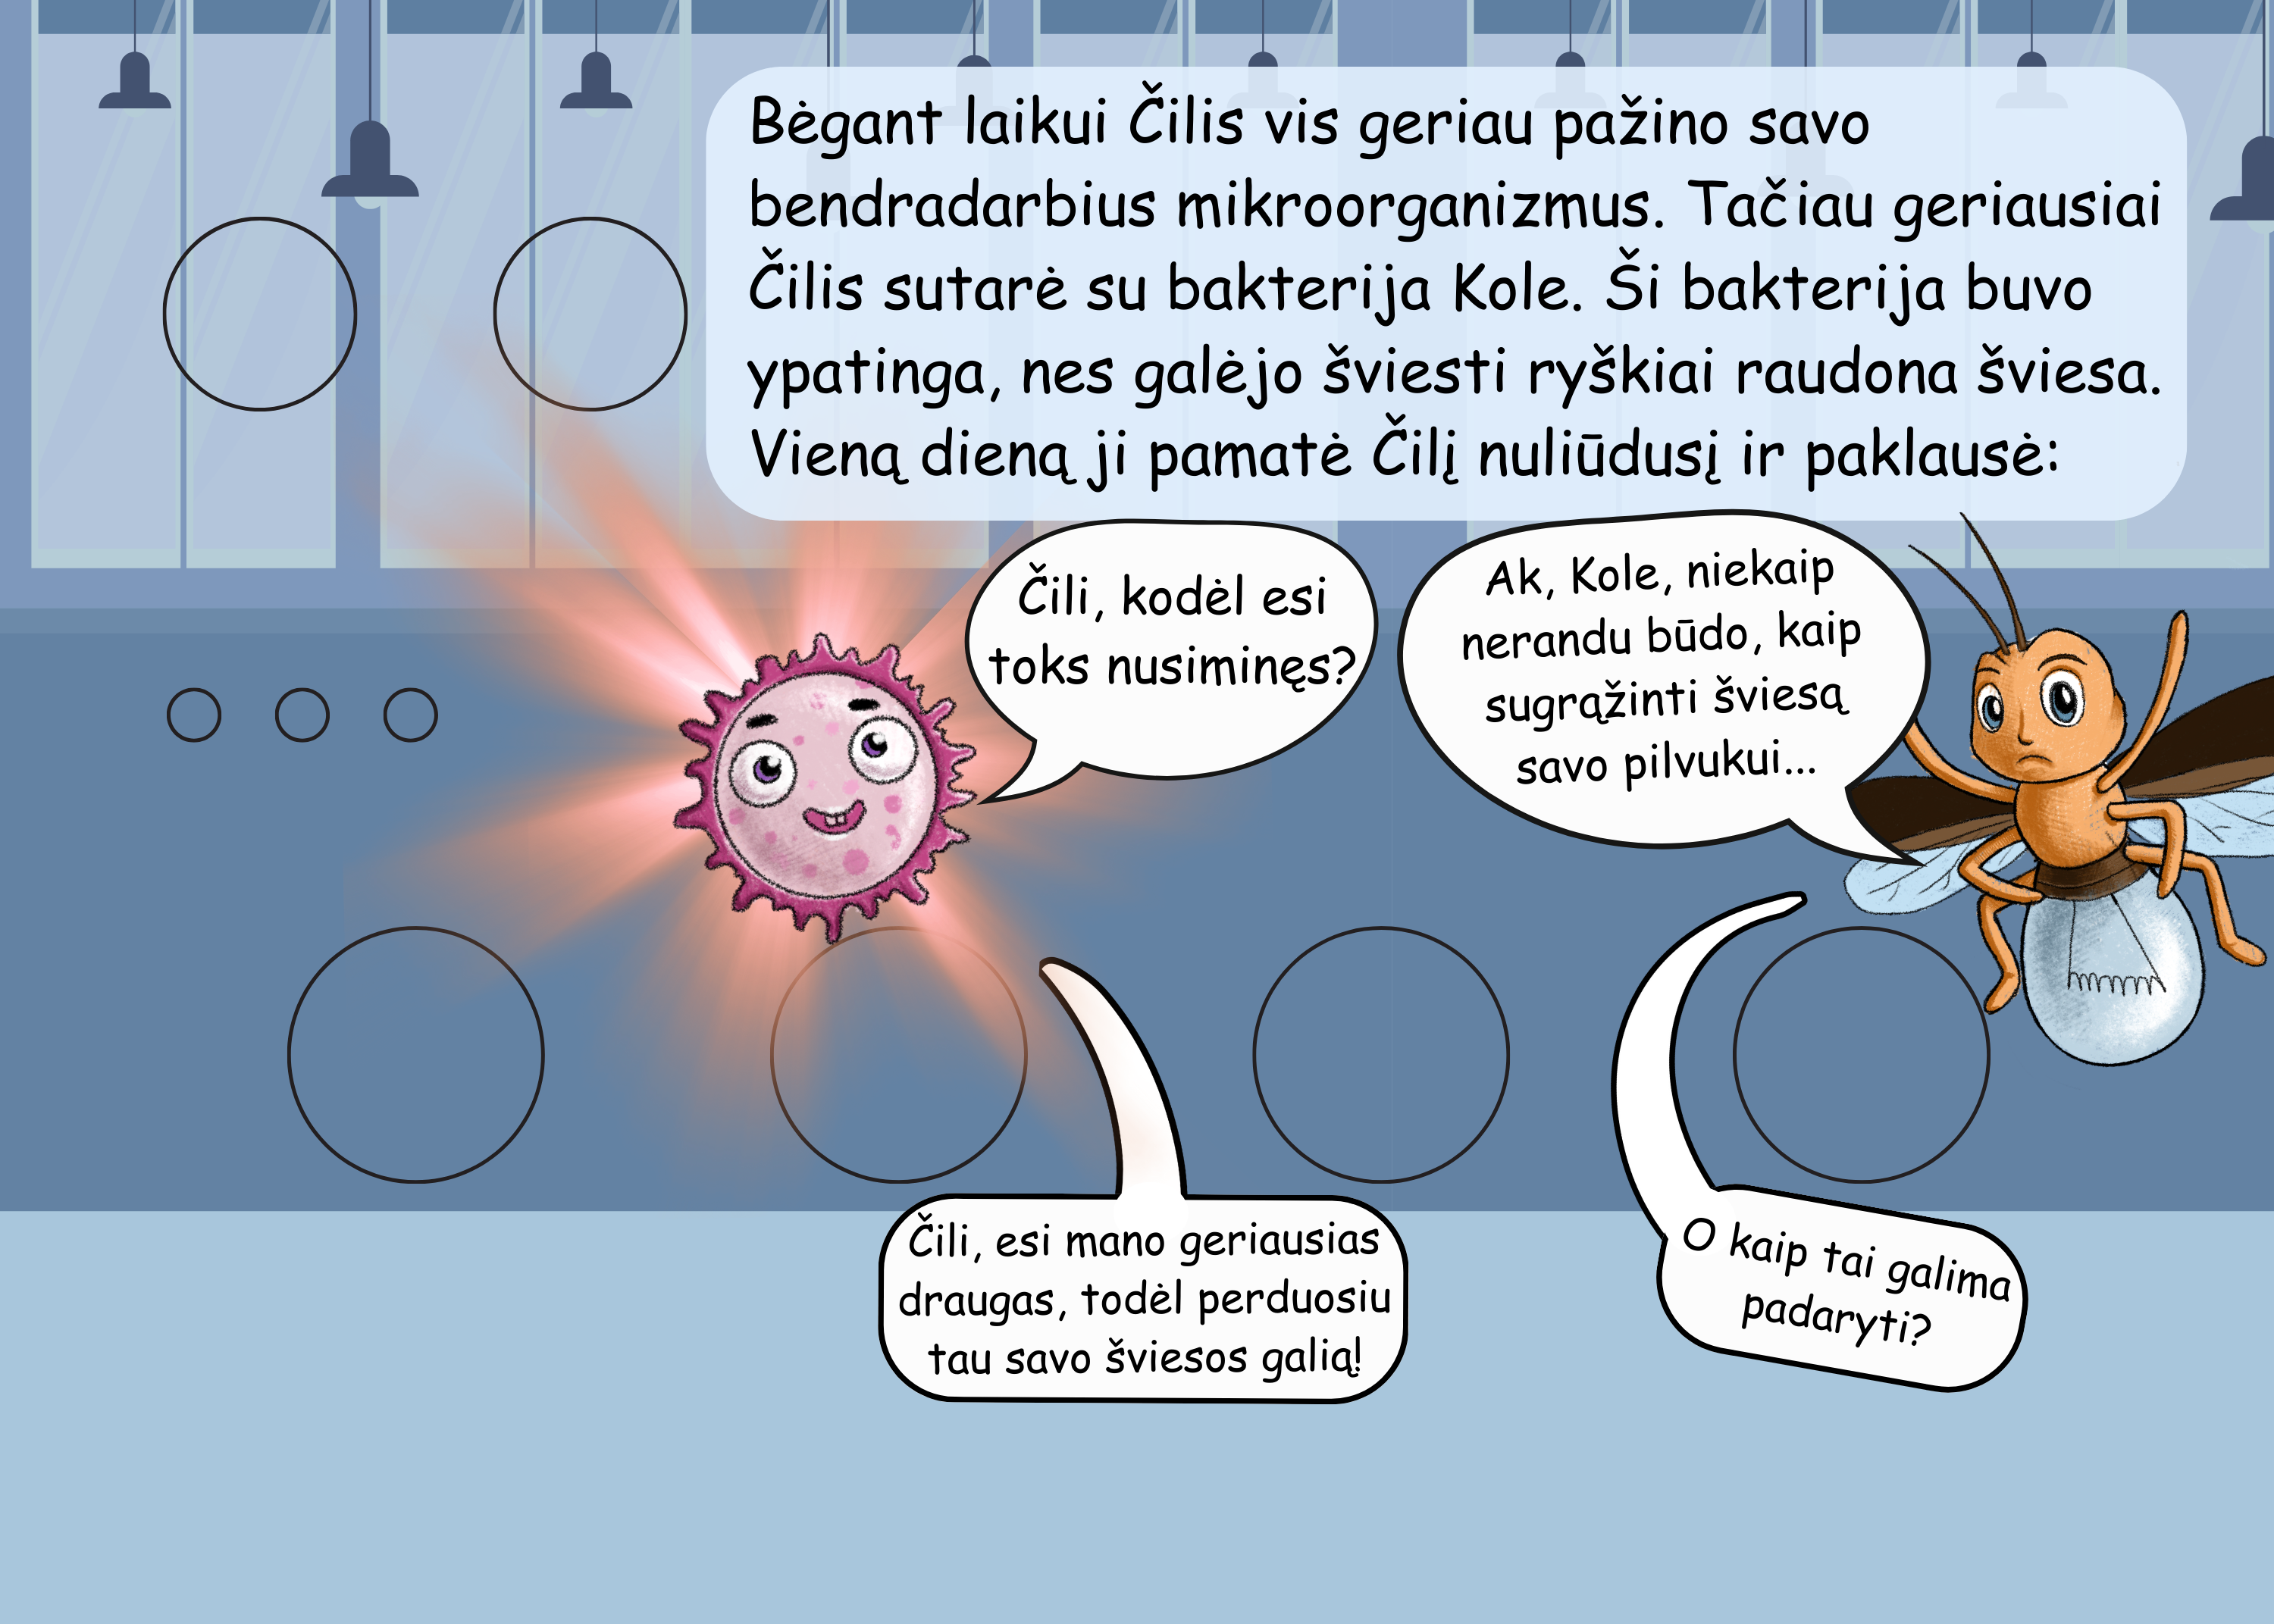 Bėgant laikui Čilis vis geriau pažino savo
bendradarbius mikroorganizmus. Tačiau geriausiai
Čilis sutarė su bakterija Kole. Ši bakterija buvo
ypatinga, nes galėjo šviesti ryškiai raudona šviesa.
Vieną dieną ji pamatė Čilį nuliūdusį ir paklausė:
Čili, kodėl esi
toks nusiminęs?
Ak, Kole, niekaip
nerandu būdo, kaip
sugrąžinti šviesą
savo pilvukui...
Čili, esi mano geriausias
draugas, todėl perduosiu
tau savo šviesos galią!
O kaip tai galima
padaryti?